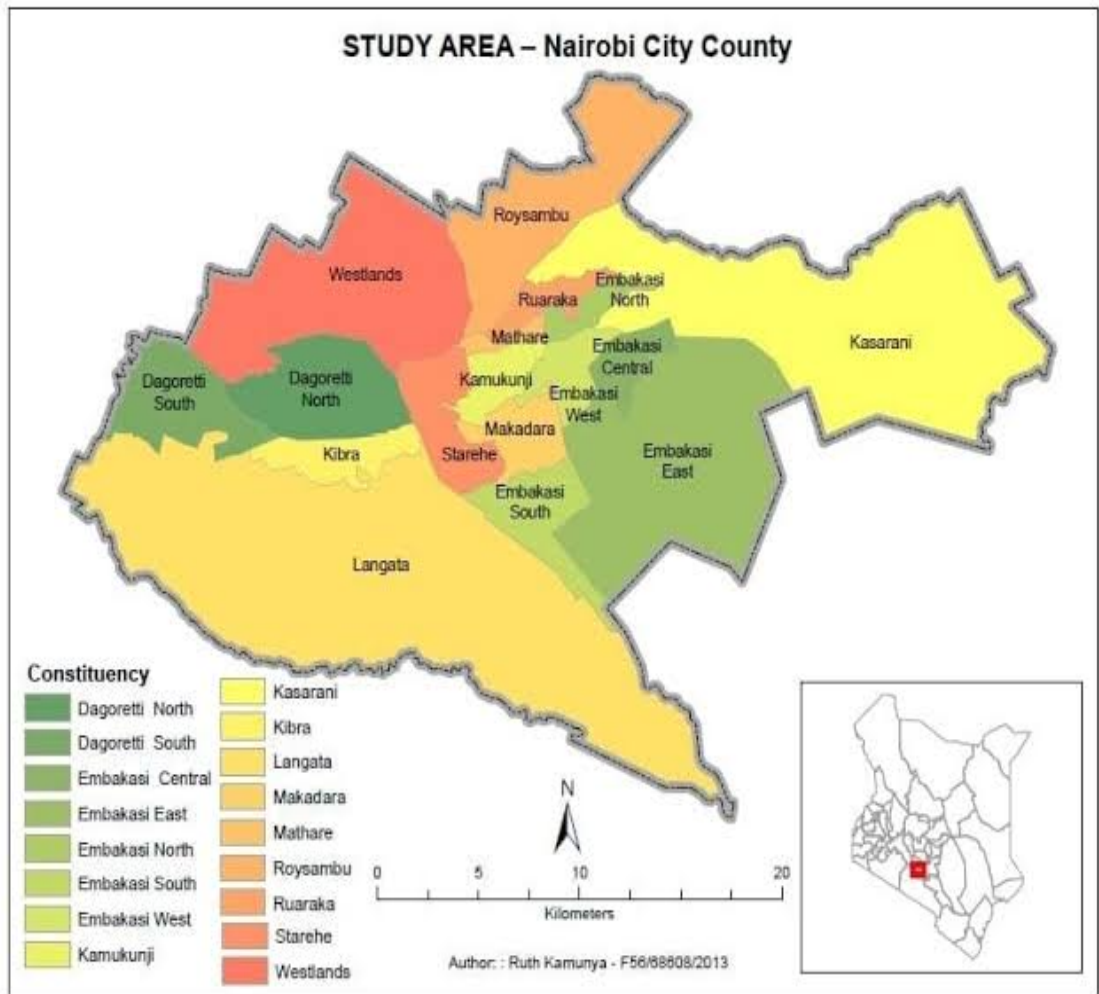 STUDY AREA – Nairobi City County
Roysambu
Westlands
Embakasi
North
Ruaraka
Mathare
Kasarani
Embakasi
Central
Dagoretti
South
Dagoretti
North
Kamukunji
Embakasi
West
Makadara
Kibra
Starehe
Embakasi
East
Embakasi
South
Langata
Constituency
Dagoretti North
Dagoretti South
Embakasi Central
Embakasi East
Embakasi North
Embakasi South
Embakasi West
Kamukunji
Kasarani
Kibra
Langata
Makadara
Mathare
Roysambu
Ruaraka
Starehe
Westlands
N
0 5 10 20
Kilometers
Author: : Ruth Kamunya - F56/68608/2013